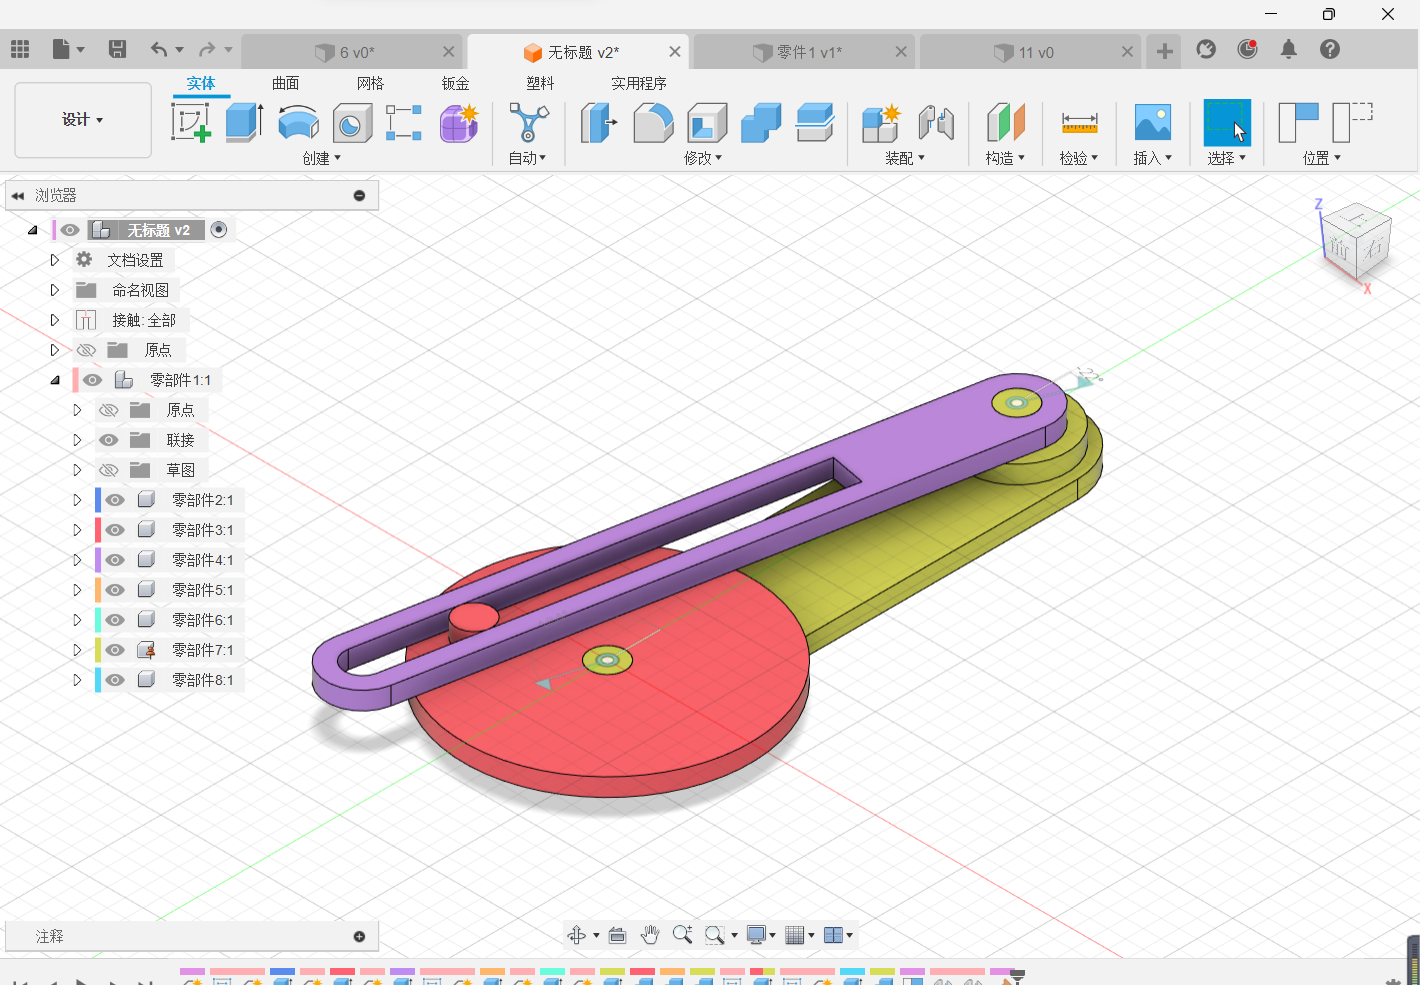 6 v0*
无标题 v2*
零件1 v1*
11 v0
实体
曲面
网格
钣金
塑料
实用程序
设计
创建
自动
修改
装配
构造
检验
插入
选择
位置
浏览器
无标题 v2
文档设置
命名视图
接触: 全部
原点
零部件1:1
原点
联接
草图
零部件2:1
零部件3:1
零部件4:1
零部件5:1
零部件6:1
零部件7:1
零部件8:1
Z
上
前
右
X
注释